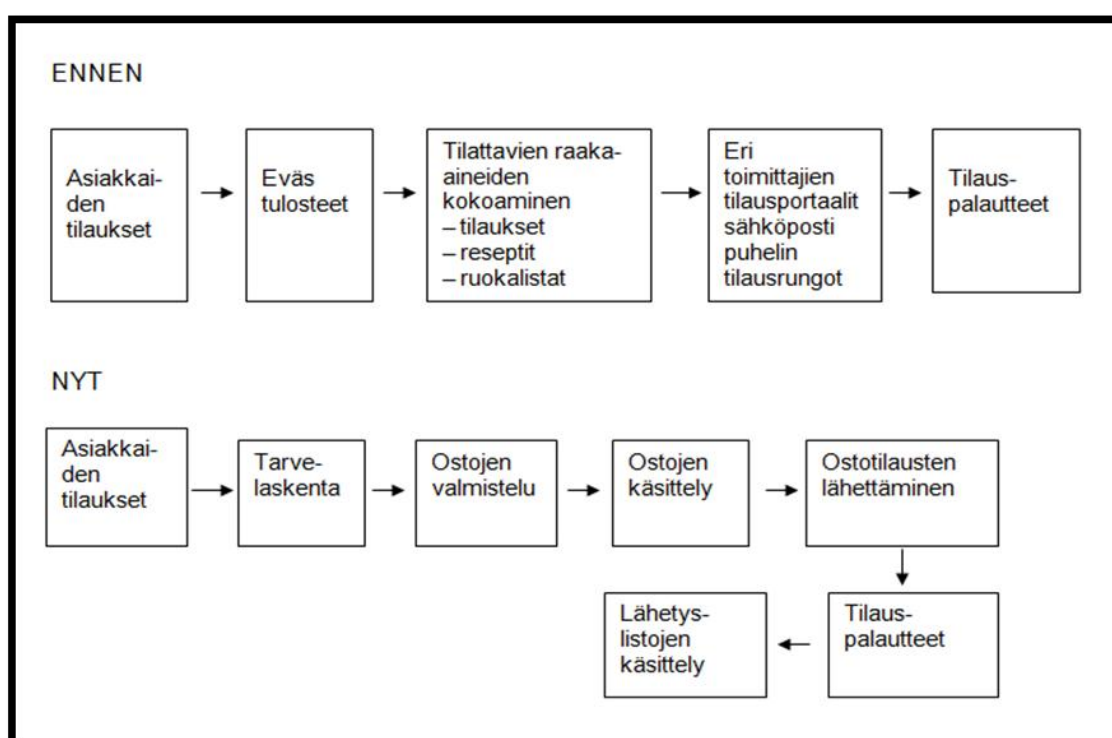 ENNEN
Asiakkai-
den
tilaukset
Eväs
tulosteet
Tilattavien raaka-
aineiden
kokoaminen
– tilaukset
– reseptit
– ruokalistat
Eri
toimittajien
tilausportaalit
sähköposti
puhelin
tilausrungot
Tilaus-
palautteet
NYT
Asiakkai-
den
tilaukset
Tarve-
laskenta
Ostojen
valmistelu
Ostojen
käsittely
Ostotilausten
lähettäminen
Tilaus-
palautteet
Lähetys-
listojen
käsittely